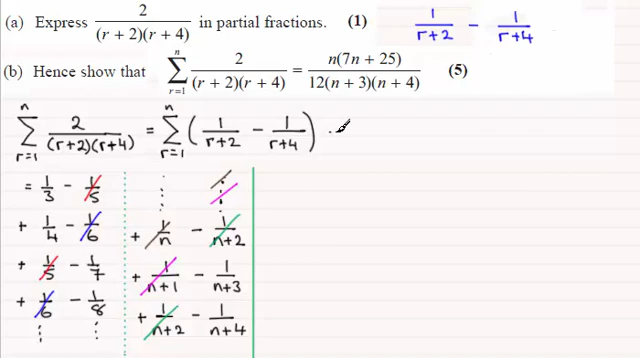 (a) Express 2/((r + 2)(r + 4)) in partial fractions. (1) 1/(r+2) - 1/(r+4)
(b) Hence show that ∑_{r=1}^{n} 2/((r + 2)(r + 4)) = n(7n + 25)/(12(n + 3)(n + 4)) (5)
∑_{r=1}^{n} 2/((r+2)(r+4)) = ∑_{r=1}^{n} (1/(r+2) - 1/(r+4))
= 1/3 - 1/5
+ 1/4 - 1/6
+ 1/5 - 1/7
+ 1/6 - 1/8
⋮ ⋮
⋮ ⋮
+ 1/n - 1/(n+2)
+ 1/(n+1) - 1/(n+3)
+ 1/(n+2) - 1/(n+4)